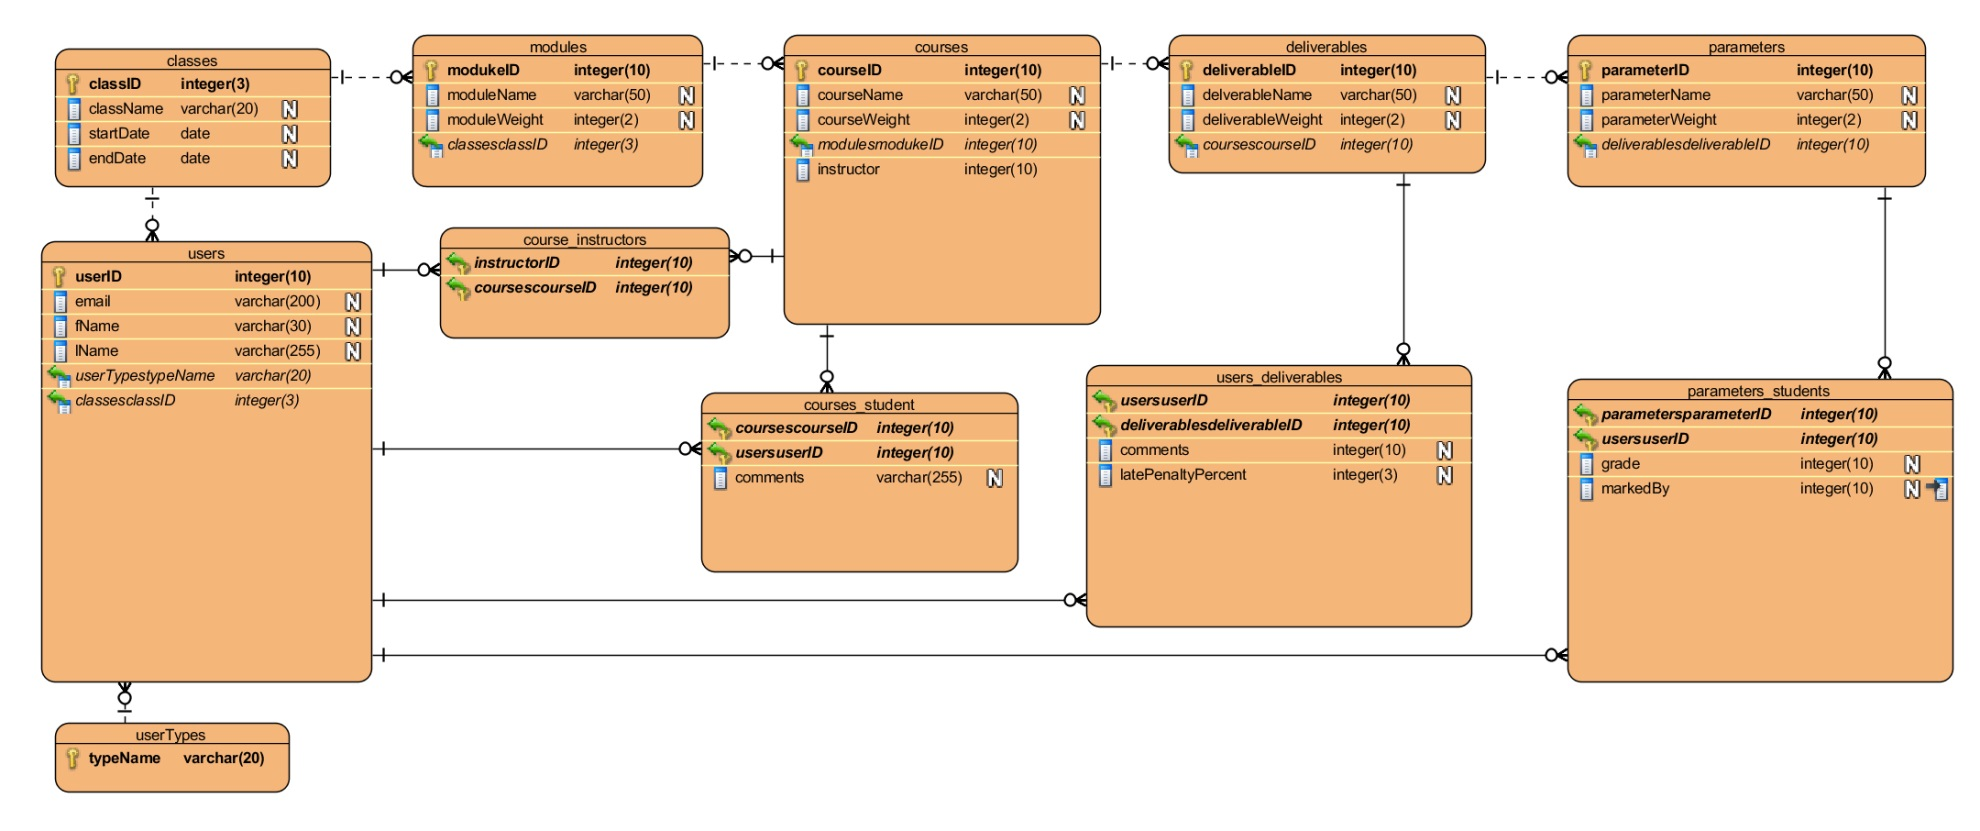 classes
classID integer(3)
className varchar(20) N
startDate date N
endDate date N
modules
modukeID integer(10)
moduleName varchar(50) N
moduleWeight integer(2) N
classesclassID integer(3)
courses
courseID integer(10)
courseName varchar(50) N
courseWeight integer(2) N
modulesmodukeID integer(10)
instructor integer(10)
deliverables
deliverableID integer(10)
delverableName varchar(50) N
deliverableWeight integer(2) N
coursescourseID integer(10)
parameters
parameterID integer(10)
parameterName varchar(50) N
parameterWeight integer(2) N
deliverablesdeliverableID integer(10)
users
userID integer(10)
email varchar(200) N
fName varchar(30) N
lName varchar(255) N
userTypestypeName varchar(20)
classesclassID integer(3)
course_instructors
instructorID integer(10)
coursescourseID integer(10)
courses_student
coursescourseID integer(10)
usersuserID integer(10)
comments varchar(255) N
users_deliverables
usersuserID integer(10)
deliverablesdeliverableID integer(10)
comments integer(10) N
latePenaltyPercent integer(3) N
parameters_students
parametersparameterID integer(10)
usersuserID integer(10)
grade integer(10) N
markedBy integer(10) N
userTypes
typeName varchar(20)